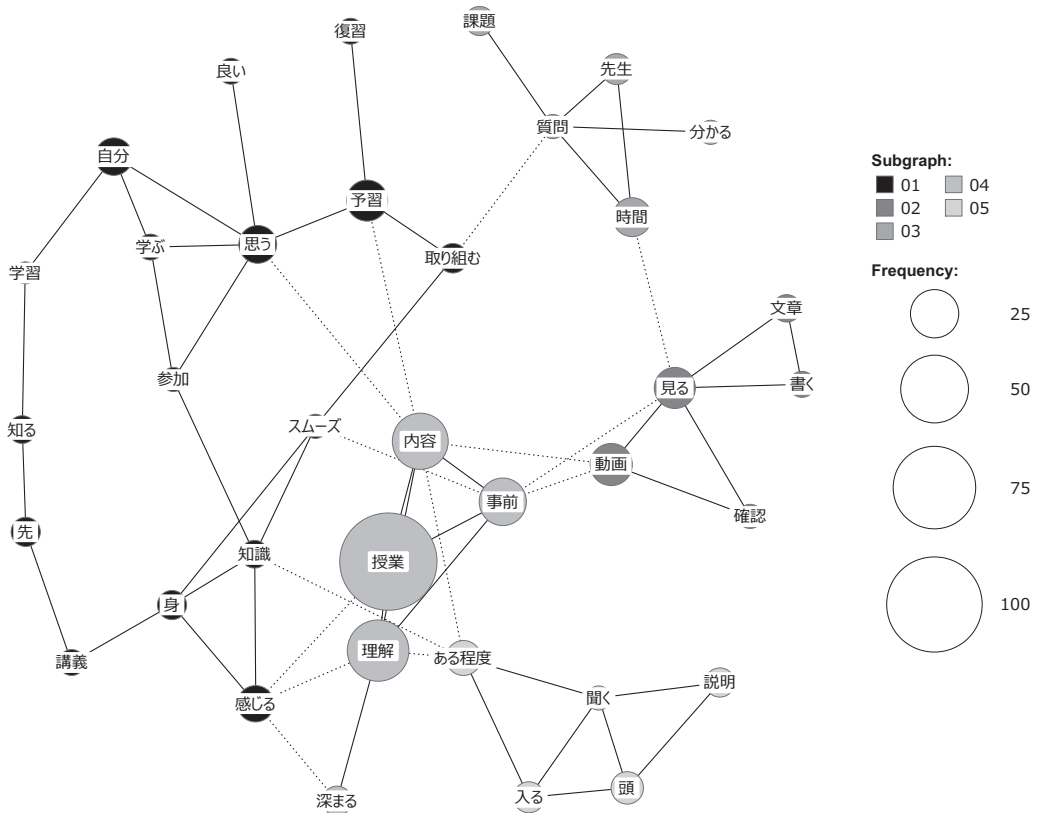 課題
復習
先生
良い
質問
分かる
自分
予習
時間
学ぶ
思う
取り組む
学習
文章
参加
見る
書く
知る
スムーズ
内容
動画
事前
確認
先
知識
授業
身
理解
ある程度
講義
感じる
聞く
説明
深まる
入る
頭
Subgraph:
01 04
02 05
03
Frequency:
25
50
75
100